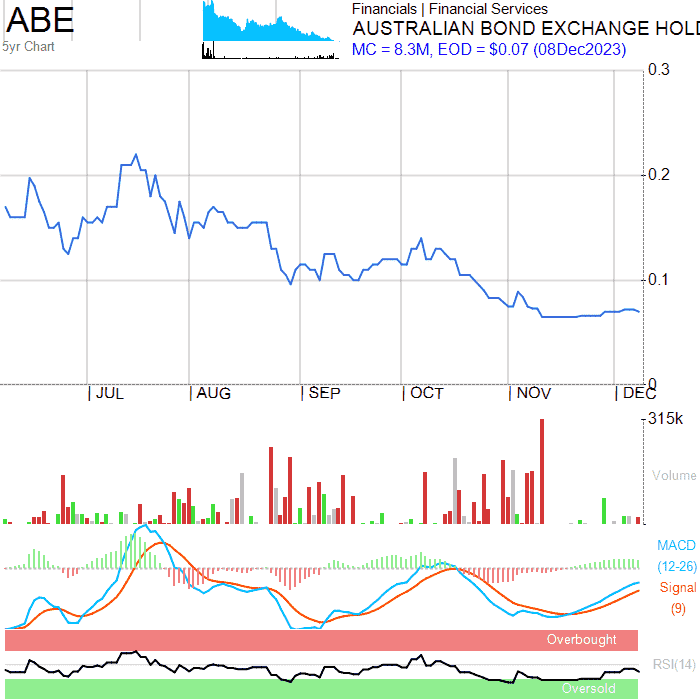 ABE
5yr Chart
Financials | Financial Services
AUSTRALIAN BOND EXCHANGE HOLD
MC = 8.3M, EOD = $0.07 (08Dec2023)
0.3
0.2
0.1
0
JUL AUG SEP OCT NOV DEC
315k
Volume
MACD
(12-26)
Signal
(9)
Overbought
RSI(14)
Oversold